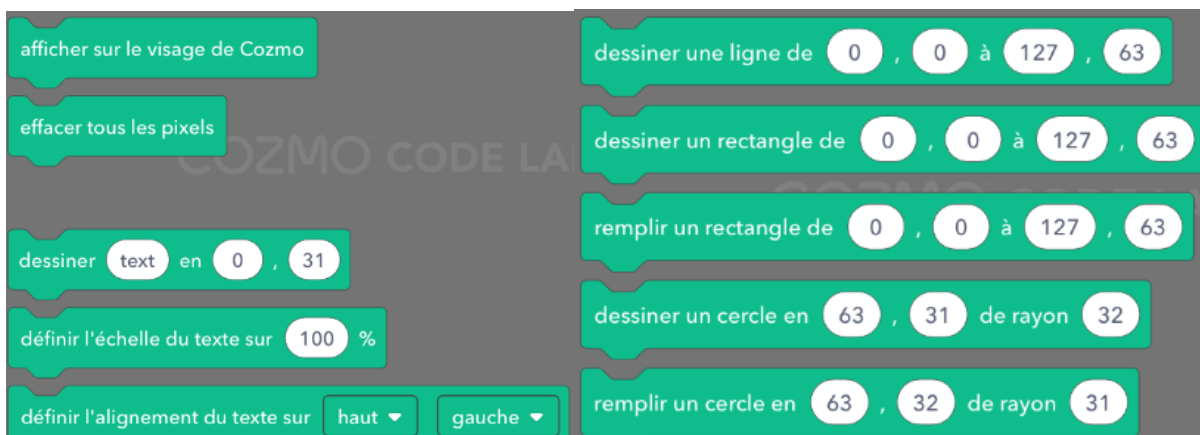 afficher sur le visage de Cozmo
effacer tous les pixels
COZMO CODE LA
dessiner text en 0 , 31
définir l'échelle du texte sur 100 %
définir l'alignement du texte sur haut gauche
dessiner une ligne de 0 , 0 à 127 , 63
dessiner un rectangle de 0 , 0 à 127 , 63
remplir un rectangle de 0 , 0 à 127 , 63
dessiner un cercle en 63 , 31 de rayon 32
remplir un cercle en 63 , 32 de rayon 31